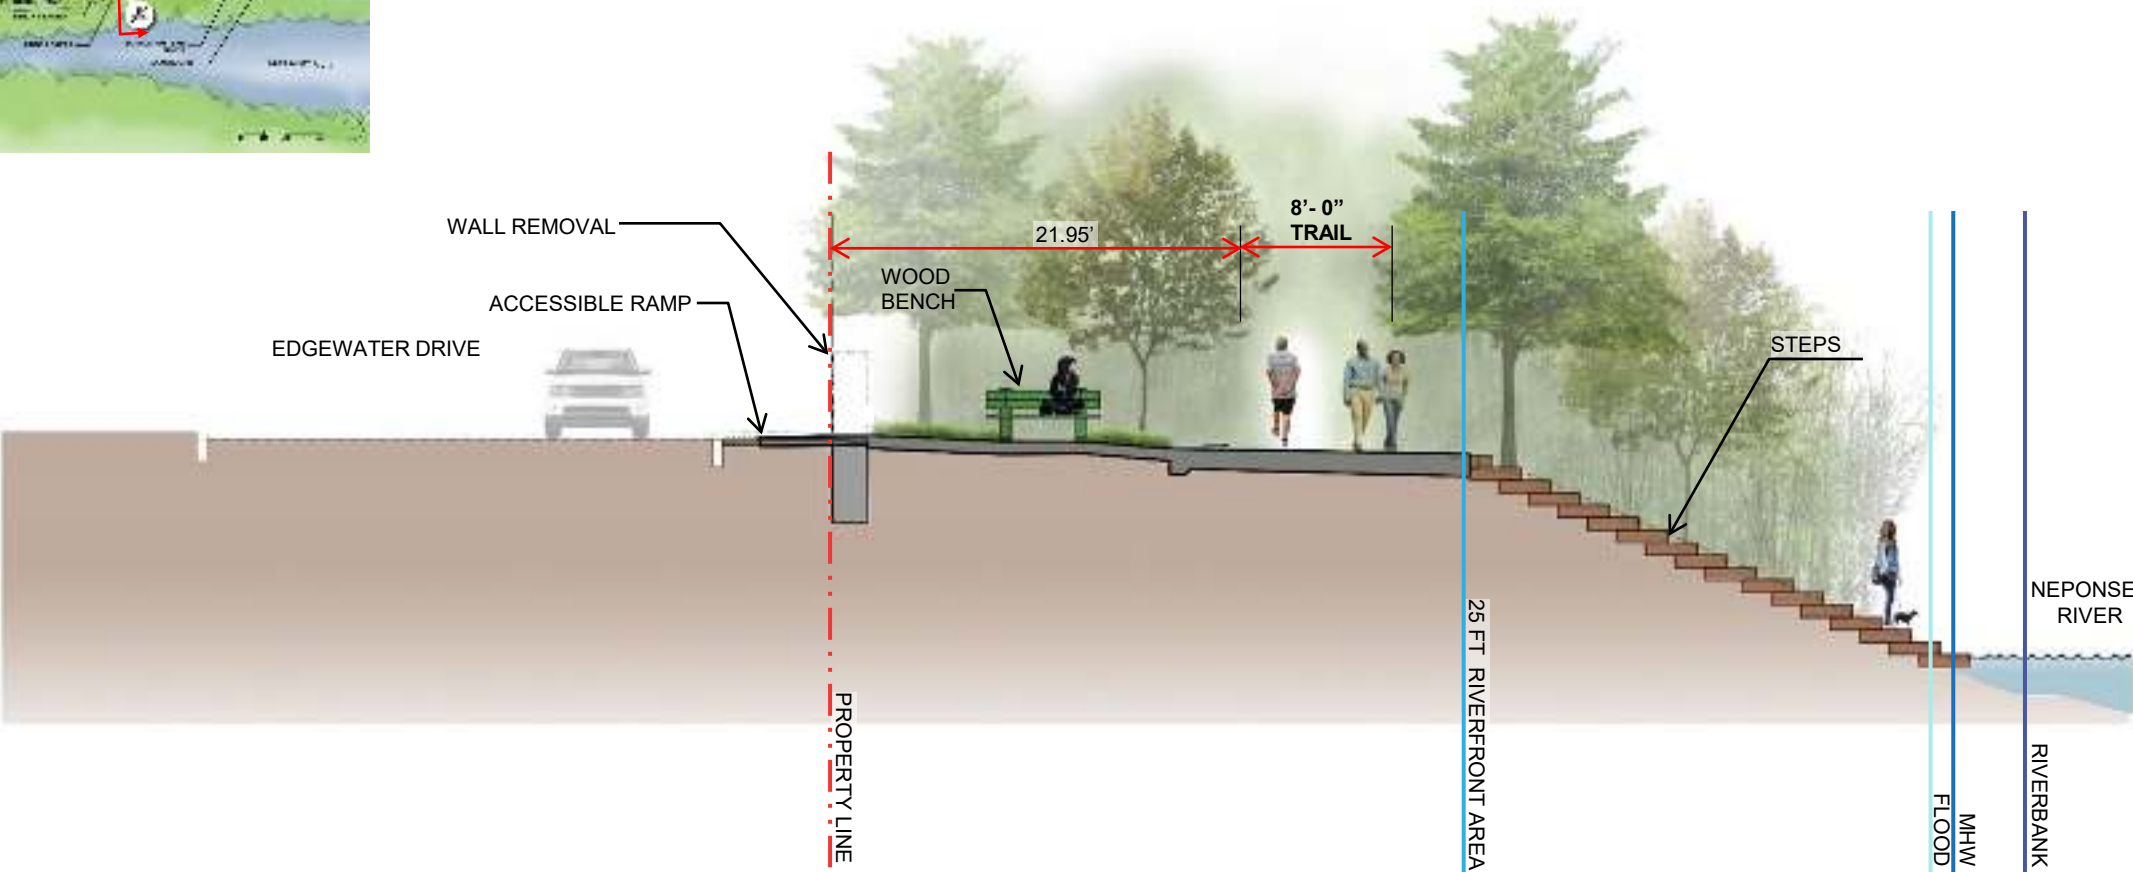 WALL REMOVAL
21.95'
8'- 0”
TRAIL
WOOD
BENCH
ACCESSIBLE RAMP
EDGEWATER DRIVE
STEPS
NEPONSE
RIVER
25 FT RIVERFRONT AREA
PROPERTY LINE
FLOOD
MHW
RIVERBANK